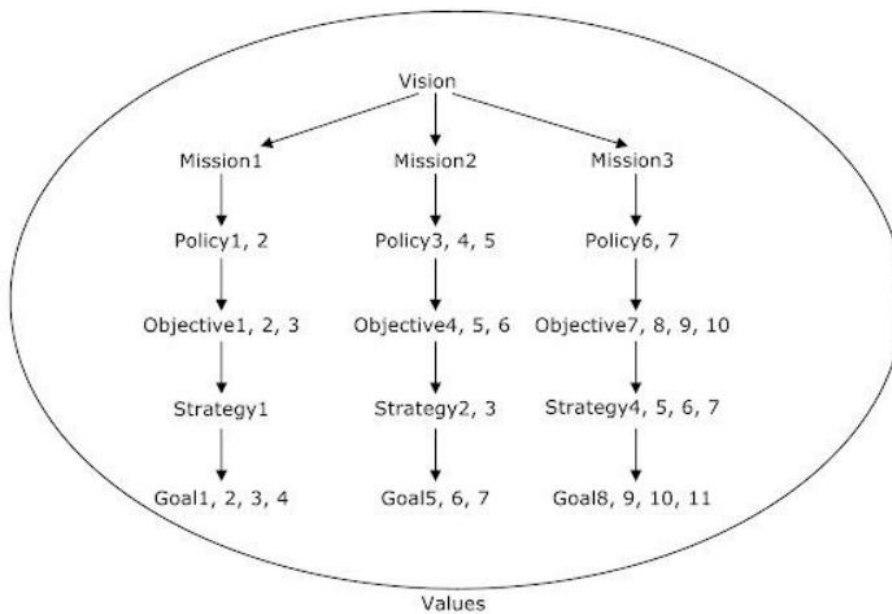 Vision
Mission1 Mission2 Mission3
Policy1, 2 Policy3, 4, 5 Policy6, 7
Objective1, 2, 3 Objective4, 5, 6 Objective7, 8, 9, 10
Strategy1 Strategy2, 3 Strategy4, 5, 6, 7
Goal1, 2, 3, 4 Goal5, 6, 7 Goal8, 9, 10, 11
Values